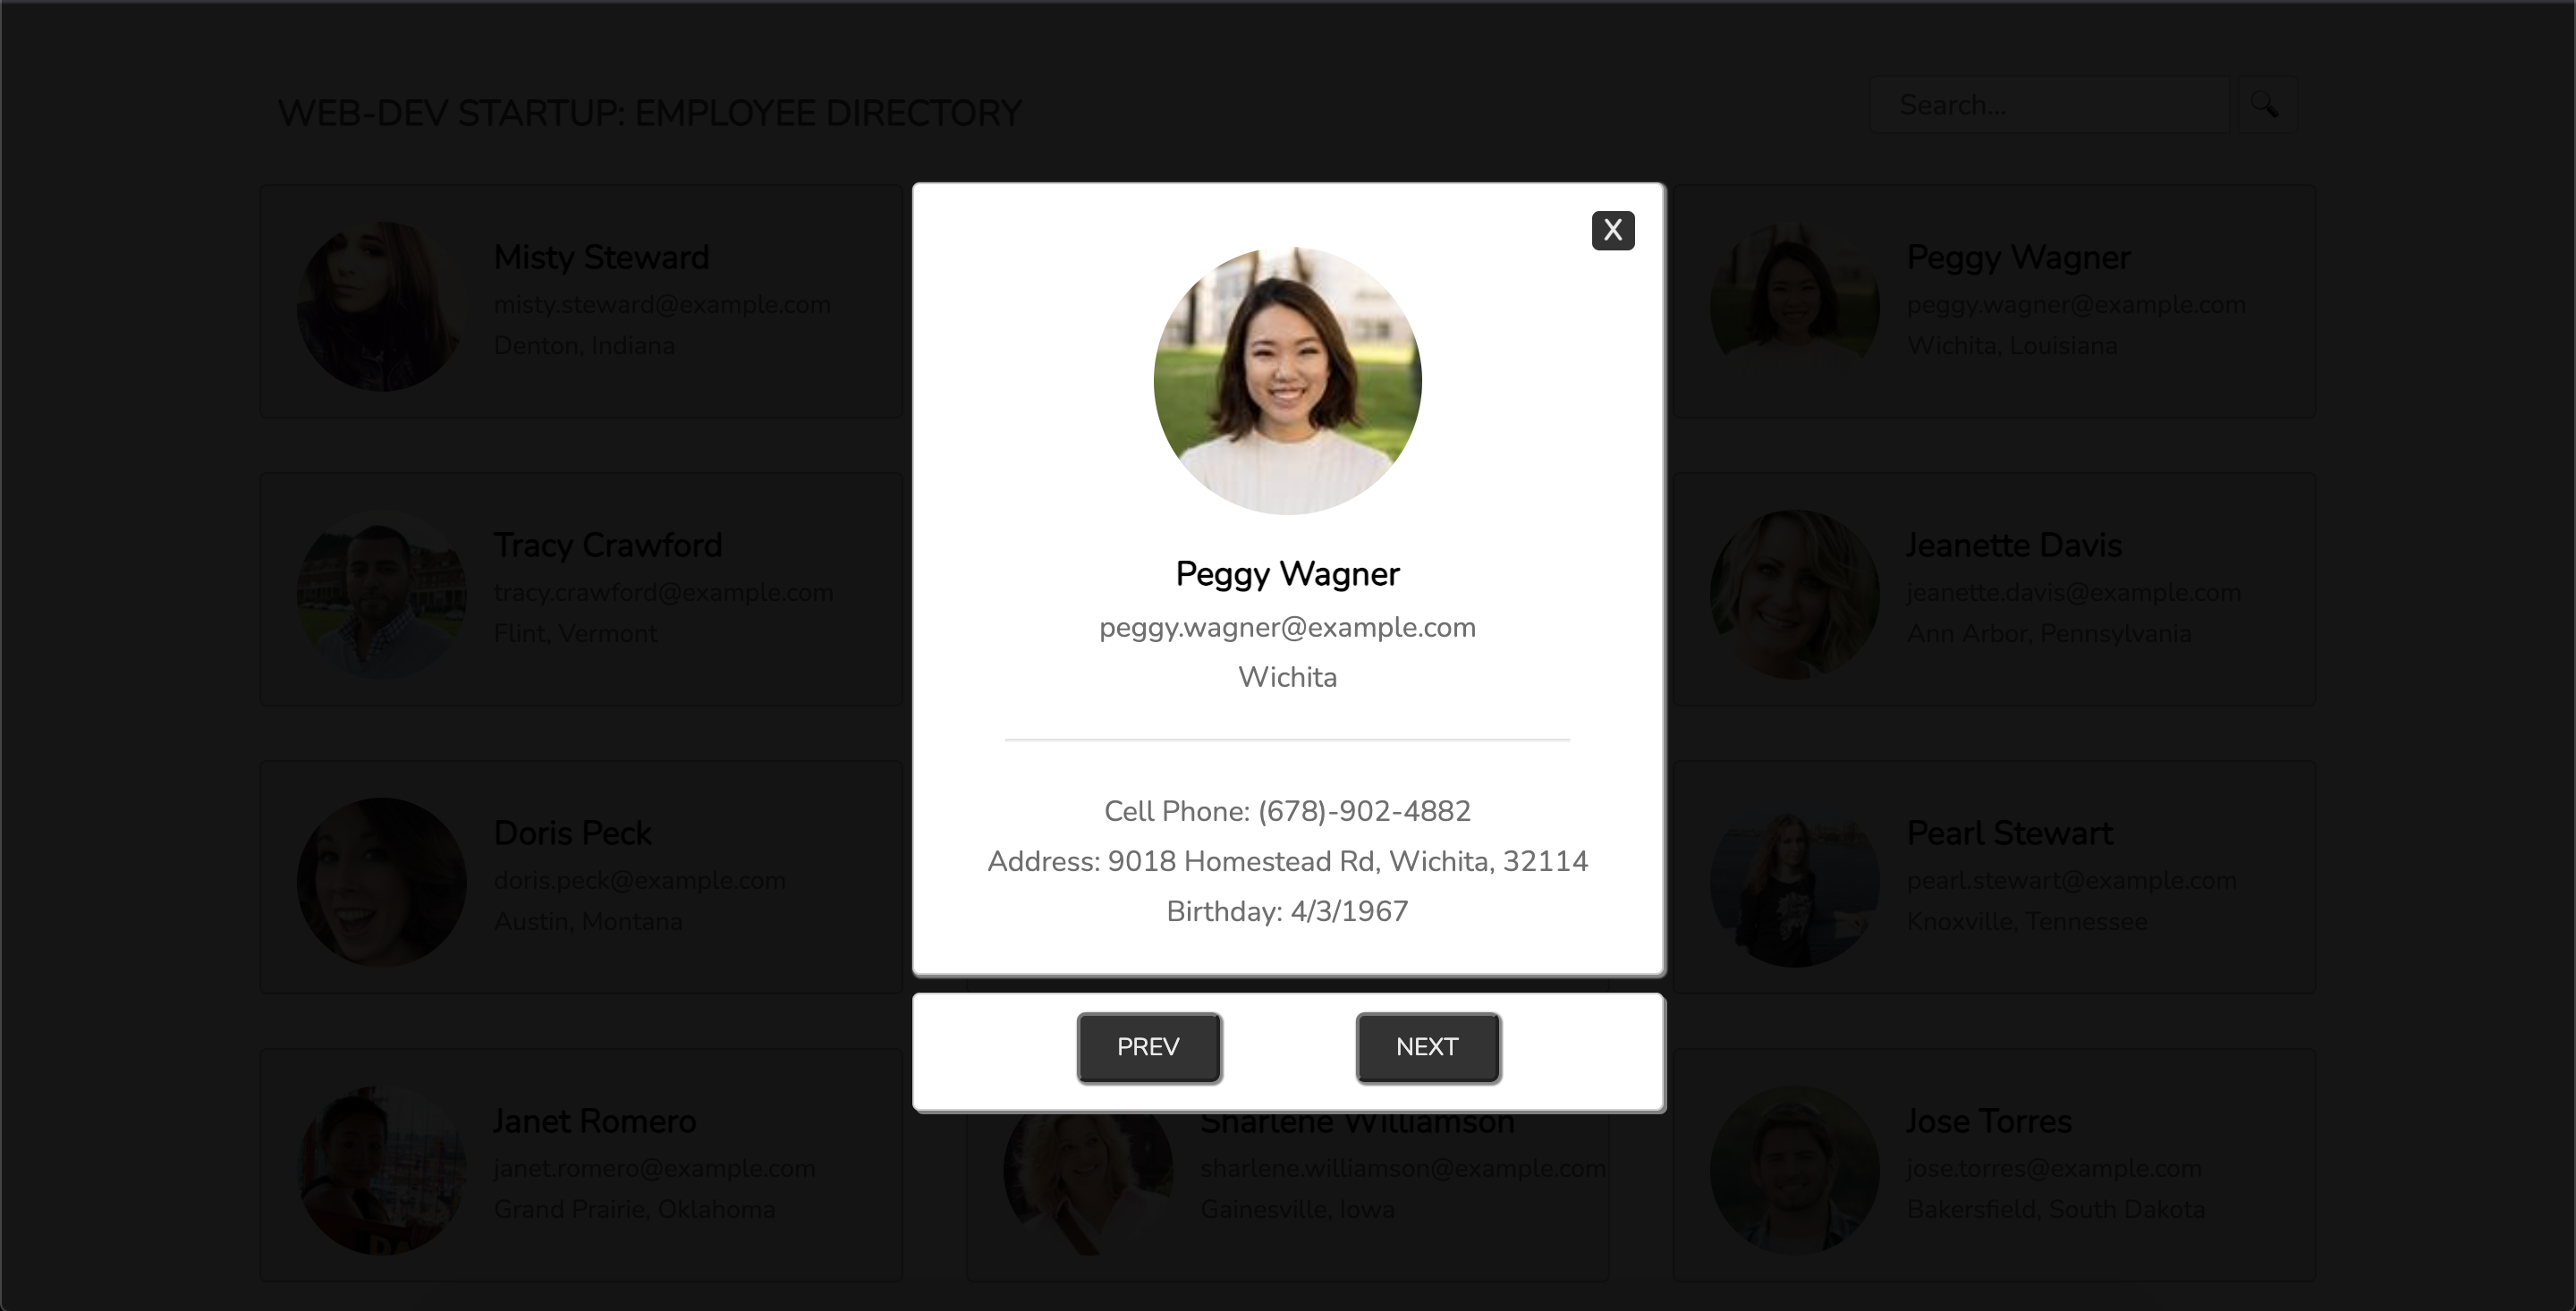 WEB-DEV STARTUP: EMPLOYEE DIRECTORY
Search...
Misty Steward
misty.steward@example.com
Denton, Indiana
X
Peggy Wagner
peggy.wagner@example.com
Wichita
Cell Phone: (678)-902-4882
Address: 9018 Homestead Rd, Wichita, 32114
Birthday: 4/3/1967
PREV
NEXT
Peggy Wagner
peggy.wagner@example.com
Wichita, Louisiana
Tracy Crawford
tracy.crawford@example.com
Flint, Vermont
Jeanette Davis
jeanette.davis@example.com
Ann Arbor, Pennsylvania
Doris Peck
doris.peck@example.com
Austin, Montana
Pearl Stewart
pearl.stewart@example.com
Knoxville, Tennessee
Janet Romero
janet.romero@example.com
Grand Prairie, Oklahoma
Sharlene Williamson
sharlene.williamson@example.com
Gainesville, Iowa
Jose Torres
jose.torres@example.com
Bakersfield, South Dakota